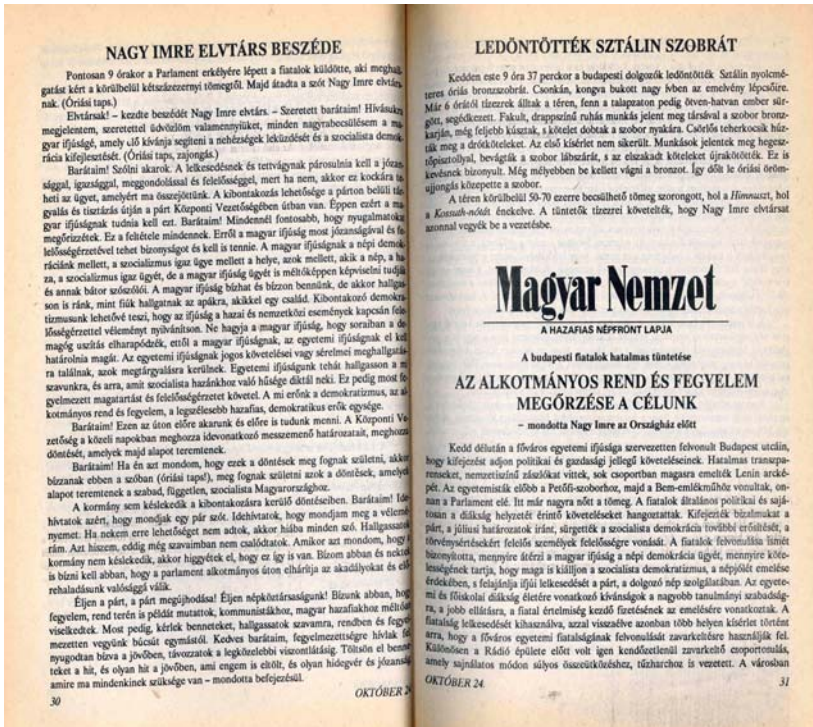 NAGY IMRE ELVTÁRS BESZÉDE
Pontosan 9 órakor a Parlament erkélyére lépett a fiatalok küldötte, aki meghall-
gatást kért a körülbelül kétszázezernyi tömegtől. Majd átadta a szót Nagy Imre elvtárs-
nak. (Óriási taps.)
Elvtársak! – kezdte beszédét Nagy Imre elvtárs. – Szeretett barátaim! Hívásukra
megjelentem, szeretettel üdvözlöm valamennyiüket, minden nagyrabecsülésem a ma-
gyar ifjúságé, amely elő kívánja segíteni a nehézségek leküzdését és a szocialista demok-
rácia kifejlesztését. (Óriási taps, zajongás.)
Barátaim! Szólni akarok. A lelkesedésnek és tettvágynak párosulnia kell a józan-
sággal, igazsággal, meggondolással és felelősséggel, mert ha nem, akkor ez kockára te-
heti az ügyet, amelyért ma összejöttünk. A kibontakozás lehetősége a párton belüli tár-
gyalás és tisztázás útján a párt Központi Vezetőségében útban van. Éppen ezért a ma-
gyar ifjúságnak tudnia kell ezt. Barátaim! Mindennél fontosabb, hogy nyugalmatokat
megőrizzétek. Ez a feltétele mindennek. Erről a magyar ifjúság most józanságával és fe-
lelősségérzetével tehet bizonyságot és kell is tennie. A magyar ifjúságnak a népi demok-
ráciánk mellett, a szocializmus igaz ügye mellett a helye, azok mellett, akik a nép, a ha-
za, a szocializmus igaz ügyét, de a magyar ifjúság ügyét is méltóképpen képviselni tudják
és annak bátor szószólói. A magyar ifjúság bízhat és bízzon bennünk, de akkor hallgas-
son is ránk, mint fiúk hallgatnak az apákra, akikkel egy család. Kibontakozó demokra-
tizmusunk lehetővé teszi, hogy az ifjúság a hazai és nemzetközi események kapcsán fele-
lősségérzettel véleményt nyilvánítson. Ne hagyja a magyar ifjúság, hogy soraiban a de-
magóg uszítás elharapódzék, ettől a magyar ifjúságnak, az egyetemi ifjúságnak el kell
határolnia magát. Az egyetemi ifjúságnak jogos követelései vagy sérelmei meghallgatás-
ra találnak, azok megtárgyalásra kerülnek. Egyetemi ifjúságunk tehát hallgasson a mi
szavunkra, és arra, amit szocialista hazánkhoz való hűsége diktál neki. Ez pedig most fe-
gyelmezett magatartást és felelősségérzetet követel. A mi erőnk a demokratizmus, az al-
kotmányos rend és fegyelem, a legszélesebb hazafias, demokratikus erők egysége.
Barátaim! Ezen az úton előre akarunk és előre is tudunk menni. A Központi Ve-
zetőség a közeli napokban meghozza idevonatkozó messzemenő határozatait, meghozza
döntését, amelyek majd alapot teremtenek.
Barátaim! Ha én azt mondom, hogy ezek a döntések meg fognak születni, akkor
bízzanak ebben a szóban (óriási taps!), meg fognak születni azok a döntések, amelyek
alapot teremtenek a szabad, független, szocialista Magyarországhoz.
A kormány sem késlekedik a kibontakozásra kerülő döntéseiben. Barátaim! Ide-
hívtatok azért, hogy mondjak egy pár szót. Idehívtatok, hogy mondjam meg a vélemé-
nyemet. Ha nekem erre lehetőséget nem adtok, akkor hiába minden szó. Hallgassatok
rám. Azt hiszem, eddig még szavaimban nem csalódtatok. Amikor azt mondom, hogy a
kormány nem késlekedik, akkor higgyétek el, hogy ez így is van. Bízom abban és nektek
is bízni kell abban, hogy a parlament alkotmányos úton elhárítja az akadályokat és elő-
rehaladásunk valósággá válik.
Éljen a párt, a párt megújhodása! Éljen népköztársaságunk! Bízunk abban, hogy
fegyelem, rend terén is példát mutattok, kommunistákhoz, magyar hazafiakhoz méltóan
viselkedtek. Most pedig, kérlek benneteket, hallgassatok szavamra, rendben és fegyel-
mezetten vegyünk búcsút egymástól. Kedves barátaim, fegyelmezettségre hívlak fel,
nyugodtan bízva a jövőben, távozzatok a legközelebbi viszontlátásig. Töltsön el benne-
teket a hit, és olyan hit a jövőben, ami engem is eltölt, és olyan hidegvér és józanság,
amire ma mindenkinek szüksége van – mondotta befejezésül.
OKTÓBER 24
30
LEDÖNTÖTTÉK SZTÁLIN SZOBRÁT
Kedden este 9 óra 37 perckor a budapesti dolgozók ledöntötték Sztálin nyolcmé-
teres óriás bronzszobrát. Csonkán, kongva bukott nagy ívben az emelvény lépcsőire.
Már 6 órától tízezrek álltak a téren, fenn a talapzaton pedig ötven-hatvan ember sür-
gött, segédkezett. Fakult, drappszínű ruhás munkás jelent meg társával a szobor bronz-
karján, még feljebb kúsztak, s kötelet dobtak a szobor nyakára. Csörlős teherkocsik húz-
ták meg a drótköteleket. Az első kísérlet nem sikerült. Munkások jelentek meg hegesz-
tőpisztollyal, bevágták a szobor lábszárát, s az elszakadt köteleket újrakötötték. Ez is
kevésnek bizonyult. Még mélyebben be kellett vágni a bronzot. Így dőlt le óriási öröm-
ujjongás közepette a szobor.
A téren körülbelül 50-70 ezerre becsülhető tömeg szorongott, hol a Himnuszt, hol
a Kossuth-nótát énekelve. A tüntetők tízezrei követelték, hogy Nagy Imre elvtársat
azonnal vegyék be a vezetésbe.
Magyar Nemzet
A HAZAFIAS NÉPFRONT LAPJA
A budapesti fiatalok hatalmas tüntetése
AZ ALKOTMÁNYOS REND ÉS FEGYELEM
MEGŐRZÉSE A CÉLUNK
– mondotta Nagy Imre az Országház előtt
Kedd délután a főváros egyetemi ifjúsága szervezetten felvonult Budapest utcáin,
hogy kifejezést adjon politikai és gazdasági jellegű követeléseinek. Hatalmas transzpa-
renseket, nemzetiszínű zászlókat vittek, sok csoportban magasra emelték Lenin arcké-
pét. Az egyetemisták előbb a Petőfi-szoborhoz, majd a Bem-emlékműhöz vonultak, on-
nan a Parlament elé. Itt már nagyra nőtt a tömeg. A fiatalok általános politikai és sajá-
tosan a diákság helyzetét érintő követeléseket hangoztattak. Kifejezték bizalmukat a
párt, a júliusi határozatok iránt, sürgették a szocialista demokrácia további erősítését, a
törvénysértésekért felelős személyek felelősségre vonását. A fiatalok felvonulása ismét
bizonyította, mennyire átérzi a magyar ifjúság a népi demokrácia ügyét, mennyire köte-
lességének tartja, hogy maga is kiálljon a szocialista demokratizmus, a népjólét emelése
érdekében, s felajánlja ifjúi lelkesedését a párt, a dolgozó nép szolgálatában. Az egyete-
mi és főiskolai diákság életére vonatkozó kívánságok a nagyobb tanulmányi szabadság-
ra, a jobb ellátásra, a fiatal értelmiség kezdő fizetésének az emelésére vonatkoztak. A
fiatalság lelkesedését kihasználva, azzal visszaélve azonban több helyen kísérlet történt
arra, hogy a főváros egyetemi fiatalságának felvonulását zavarkeltésre használják fel.
Különösen a Rádió épülete előtt volt igen kendőzetlenül zavarkeltő csoportosulás,
amely sajnálatos módon súlyos összeütközéshez, tűzharchoz is vezetett. A városban
OKTÓBER 24.
31